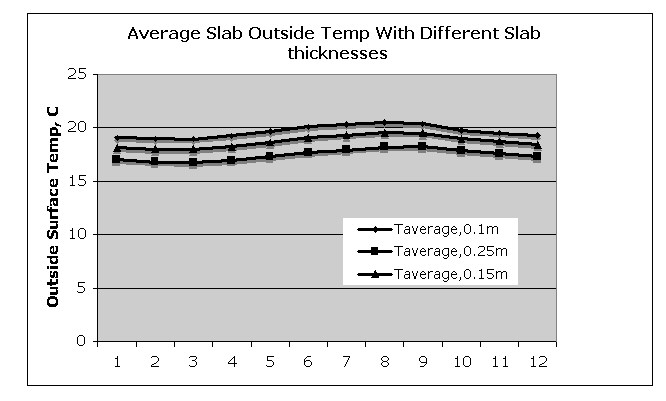 Average Slab Outside Temp With Different Slab
thicknesses
Outside Surface Temp, C
25
20
15
10
5
0
Taverage,0.1m
Taverage,0.25m
Taverage,0.15m
1 2 3 4 5 6 7 8 9 10 11 12